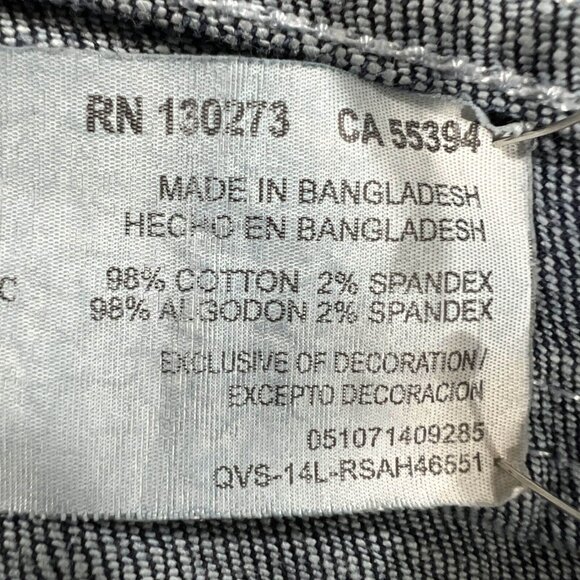 RN 130273 CA 55394
MADE IN BANGLADESH
HECHO EN BANGLADESH
C
98% COTTON 2% SPANDEX
98% ALGODON 2% SPANDEX
EXCLUSIVE OF DECORATION/
EXCEPTO DECORACION
051071409285
QVS-14L-RSAH46551